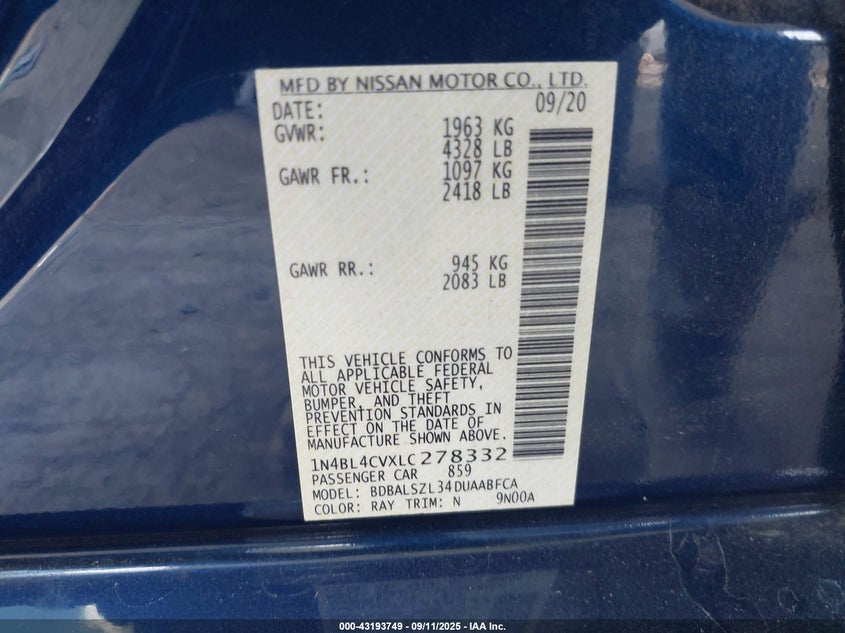 MFD BY NISSAN MOTOR CO., LTD.
DATE: 09/20
GVWR: 1963 KG
4328 LB
GAWR FR.: 1097 KG
2418 LB
GAWR RR.: 945 KG
2083 LB
THIS VEHICLE CONFORMS TO
ALL APPLICABLE FEDERAL
MOTOR VEHICLE SAFETY,
BUMPER, AND THEFT
PREVENTION STANDARDS IN
EFFECT ON THE DATE OF
MANUFACTURE SHOWN ABOVE.
1N4BL4CVXLC278332
PASSENGER CAR 859
MODEL: BDBALSZL34DUAABFCA
COLOR: RAY TRIM: N 9N00A
000-43193749 - 09/11/2025 - IAA Inc.